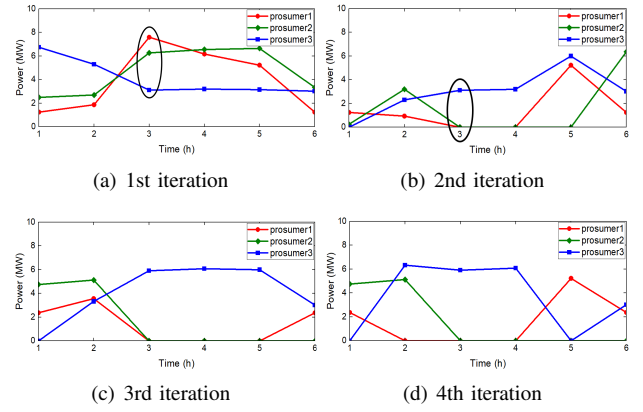 10
8
6
4
2
0
Power (MW)
1 2 3 4 5 6
Time (h)
prosumer1
prosumer2
prosumer3
(a) 1st iteration
10
8
6
4
2
0
Power (MW)
1 2 3 4 5 6
Time (h)
prosumer1
prosumer2
prosumer3
(b) 2nd iteration
10
8
6
4
2
0
Power (MW)
1 2 3 4 5 6
Time (h)
prosumer1
prosumer2
prosumer3
(c) 3rd iteration
10
8
6
4
2
0
Power (MW)
1 2 3 4 5 6
Time (h)
prosumer1
prosumer2
prosumer3
(d) 4th iteration